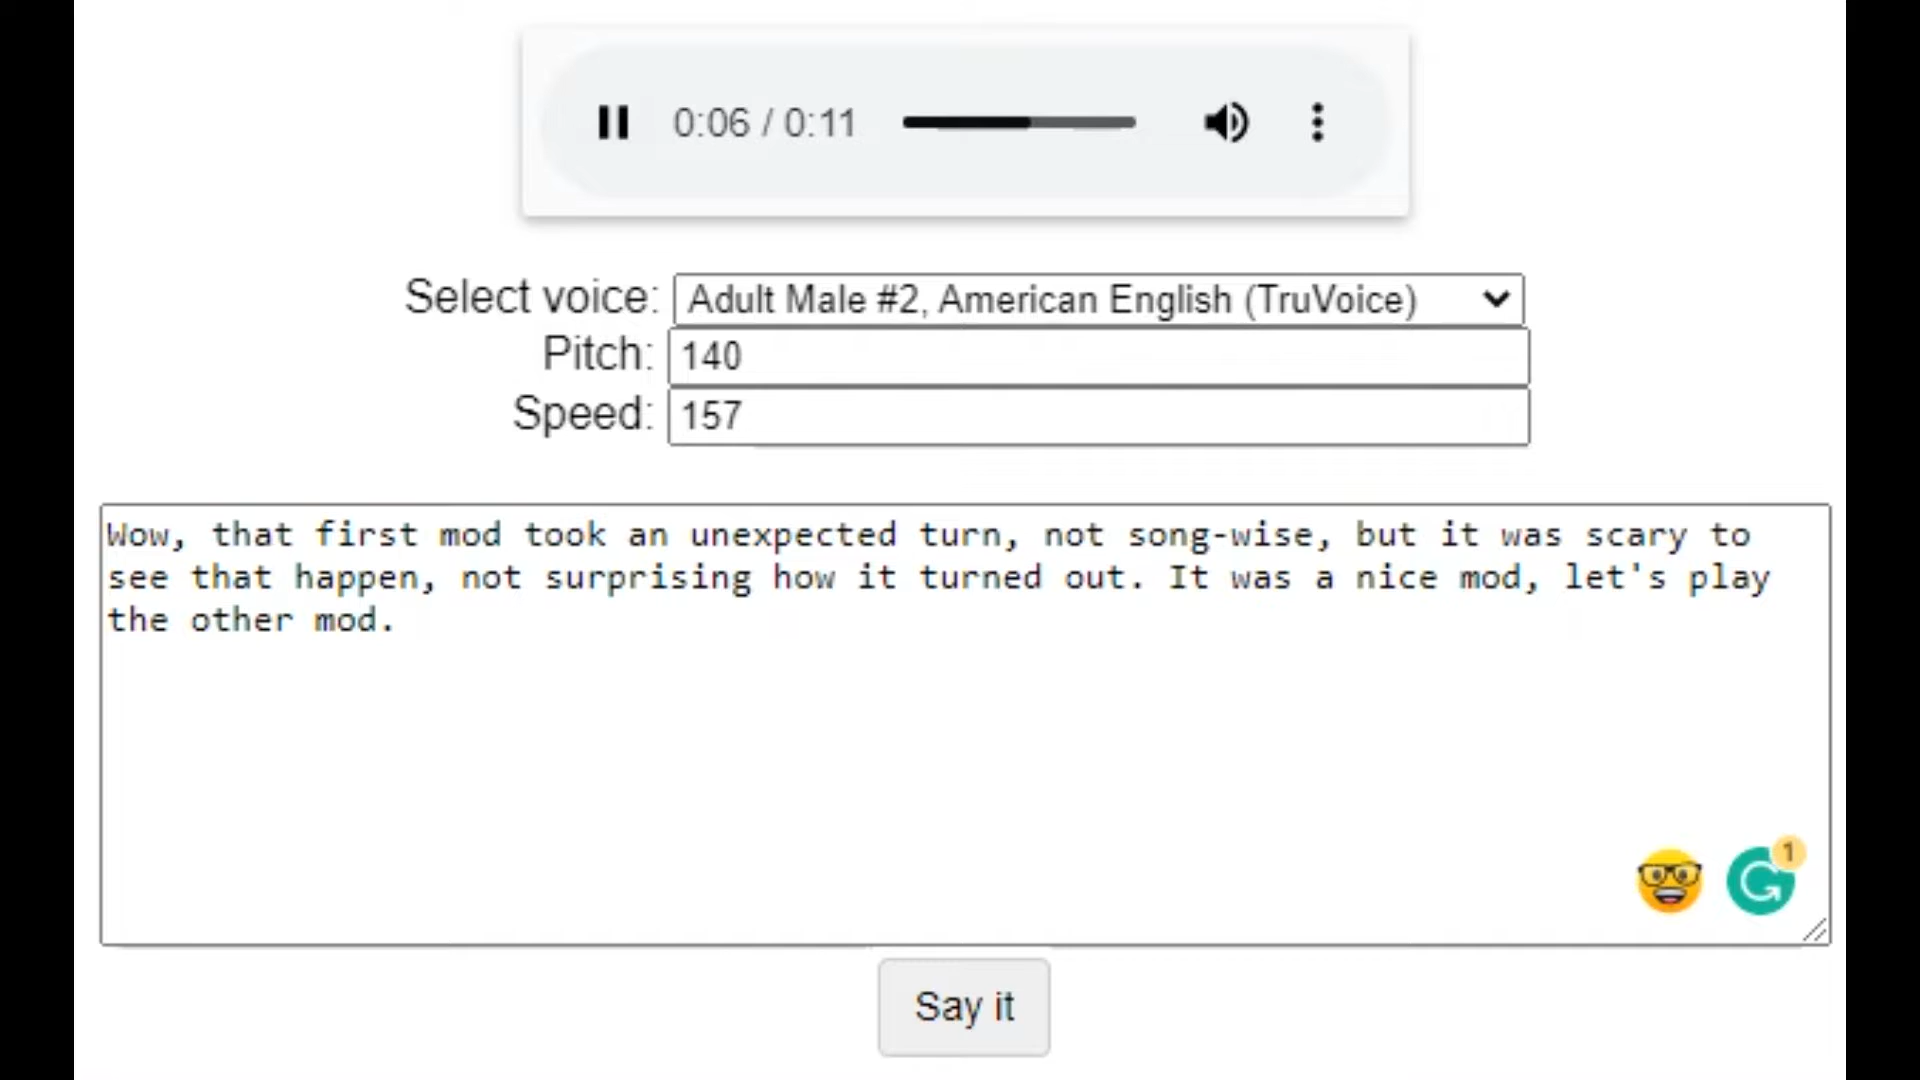 0:06 / 0:11
Select voice: Adult Male #2, American English (TruVoice)
Pitch: 140
Speed: 157
Wow, that first mod took an unexpected turn, not song-wise, but it was scary to
see that happen, not surprising how it turned out. It was a nice mod, let's play
the other mod.
1
Say it